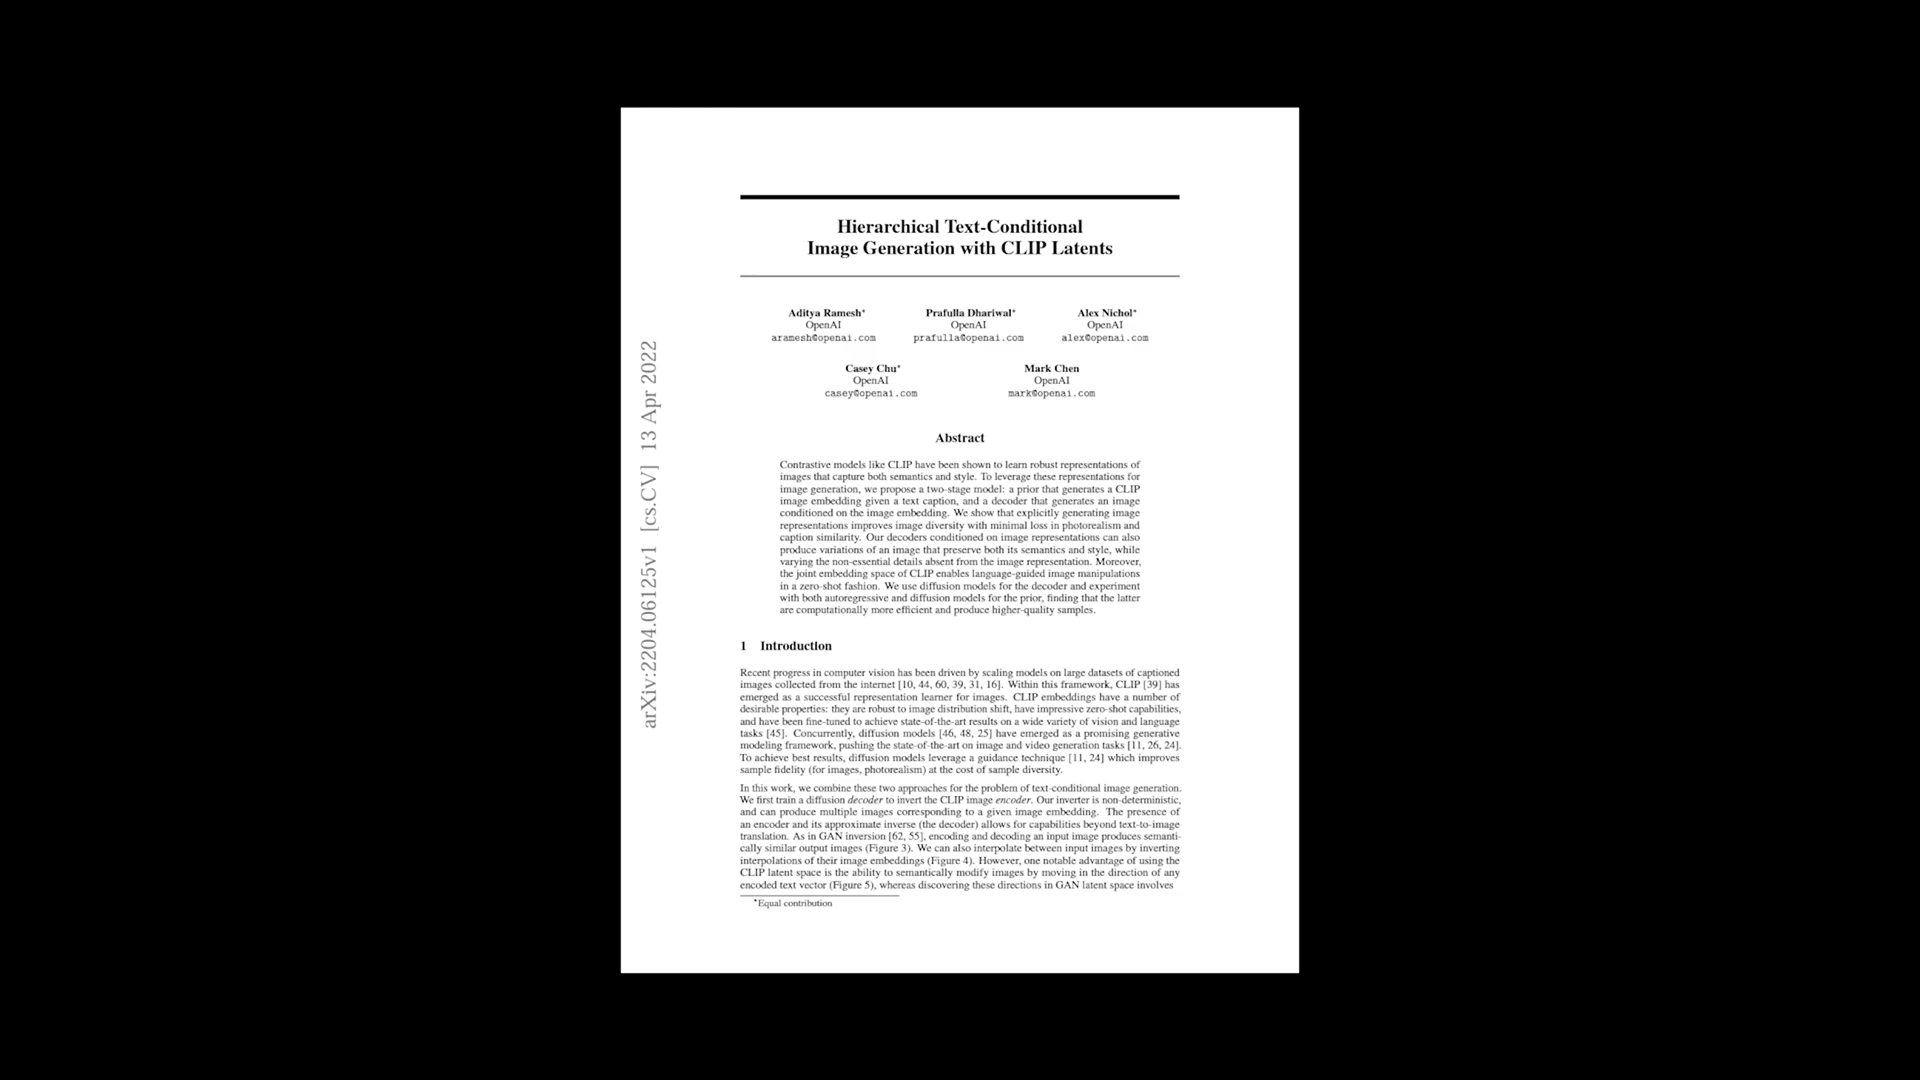 Hierarchical Text-Conditional
Image Generation with CLIP Latents
Aditya Ramesh* Prafulla Dhariwal* Alex Nichol*
OpenAI OpenAI OpenAI
aramesh@openai.com prafulla@openai.com alex@openai.com
Casey Chu* Mark Chen
OpenAI OpenAI
casey@openai.com mark@openai.com
Abstract
Contrastive models like CLIP have been shown to learn robust representations of
images that capture both semantics and style. To leverage these representations for
image generation, we propose a two-stage model: a prior that generates a CLIP
image embedding given a text caption, and a decoder that generates an image
conditioned on the image embedding. We show that explicitly generating image
representations improves image diversity with minimal loss in photorealism and
caption similarity. Our decoders conditioned on image representations can also
produce variations of an image that preserve both its semantics and style, while
varying the non-essential details absent from the image representation. Moreover,
the joint embedding space of CLIP enables language-guided image manipulations
in a zero-shot fashion. We use diffusion models for the decoder and experiment
with both autoregressive and diffusion models for the prior, finding that the latter
are computationally more efficient and produce higher-quality samples.
1 Introduction
Recent progress in computer vision has been driven by scaling models on large datasets of captioned
images collected from the internet [10, 44, 60, 39, 31, 16]. Within this framework, CLIP [39] has
emerged as a successful representation learner for images. CLIP embeddings have a number of
desirable properties: they are robust to image distribution shift, have impressive zero-shot capabilities,
and have been fine-tuned to achieve state-of-the-art results on a wide variety of vision and language
tasks [45]. Concurrently, diffusion models [46, 48, 25] have emerged as a promising generative
modeling framework, pushing the state-of-the-art on image and video generation tasks [11, 26, 24].
To achieve best results, diffusion models leverage a guidance technique [11, 24] which improves
sample fidelity (for images, photorealism) at the cost of sample diversity.
In this work, we combine these two approaches for the problem of text-conditional image generation.
We first train a diffusion decoder to invert the CLIP image encoder. Our inverter is non-deterministic,
and can produce multiple images corresponding to a given image embedding. The presence of
an encoder and its approximate inverse (the decoder) allows for capabilities beyond text-to-image
translation. As in GAN inversion [62, 55], encoding and decoding an input image produces semanti-
cally similar output images (Figure 3). We can also interpolate between input images by inverting
interpolations of their image embeddings (Figure 4). However, one notable advantage of using the
CLIP latent space is the ability to semantically modify images by moving in the direction of any
encoded text vector (Figure 5), whereas discovering these directions in GAN latent space involves
*Equal contribution
arXiv:2204.06125v1 [cs.CV] 13 Apr 2022